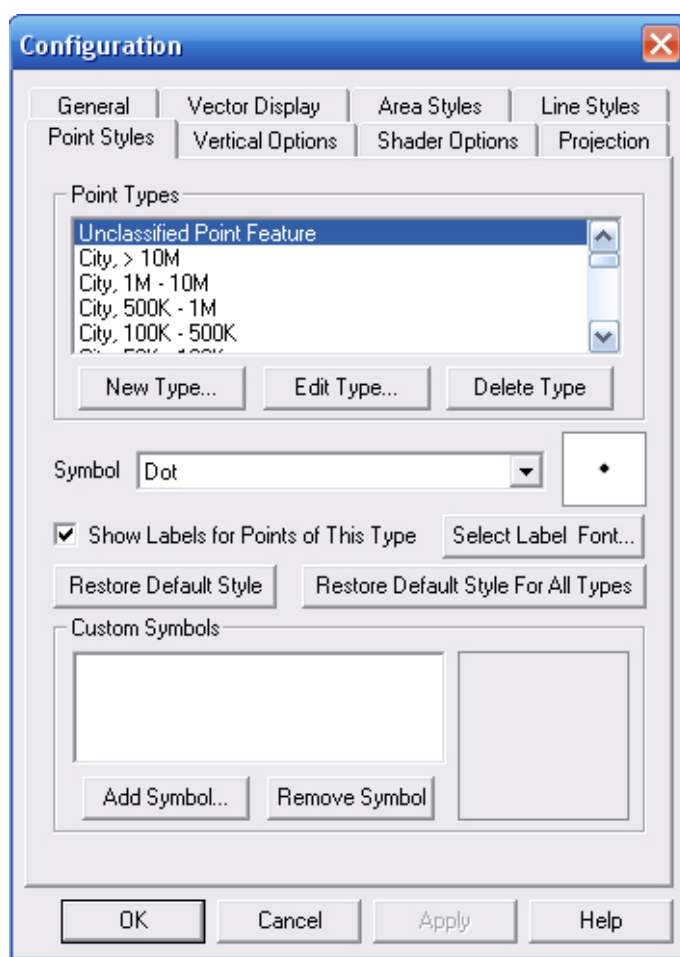 Configuration
General Vector Display Area Styles Line Styles
Point Styles Vertical Options Shader Options Projection
Point Types
Unclassified Point Feature
City, > 10M
City, 1M - 10M
City, 500K - 1M
City, 100K - 500K
New Type... Edit Type... Delete Type
Symbol Dot
Show Labels for Points of This Type Select Label Font...
Restore Default Style Restore Default Style For All Types
Custom Symbols
Add Symbol... Remove Symbol
OK Cancel Apply Help